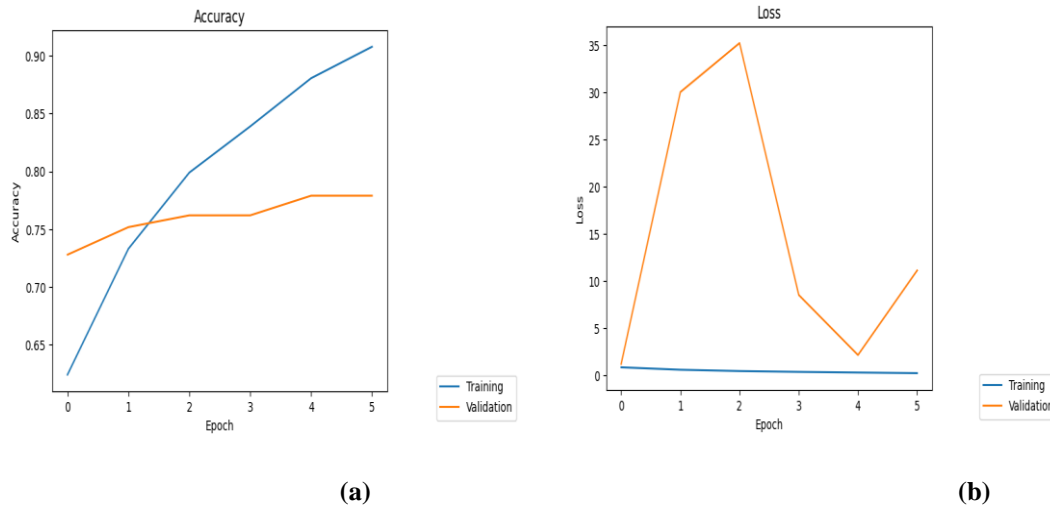 Accuracy
0.90
0.85
0.80
0.75
0.70
0.65
Accuracy
0 1 2 3 4 5
Epoch
Training
Validation
(a)
Loss
35
30
25
20
15
10
5
0
Loss
0 1 2 3 4 5
Epoch
Training
Validation
(b)